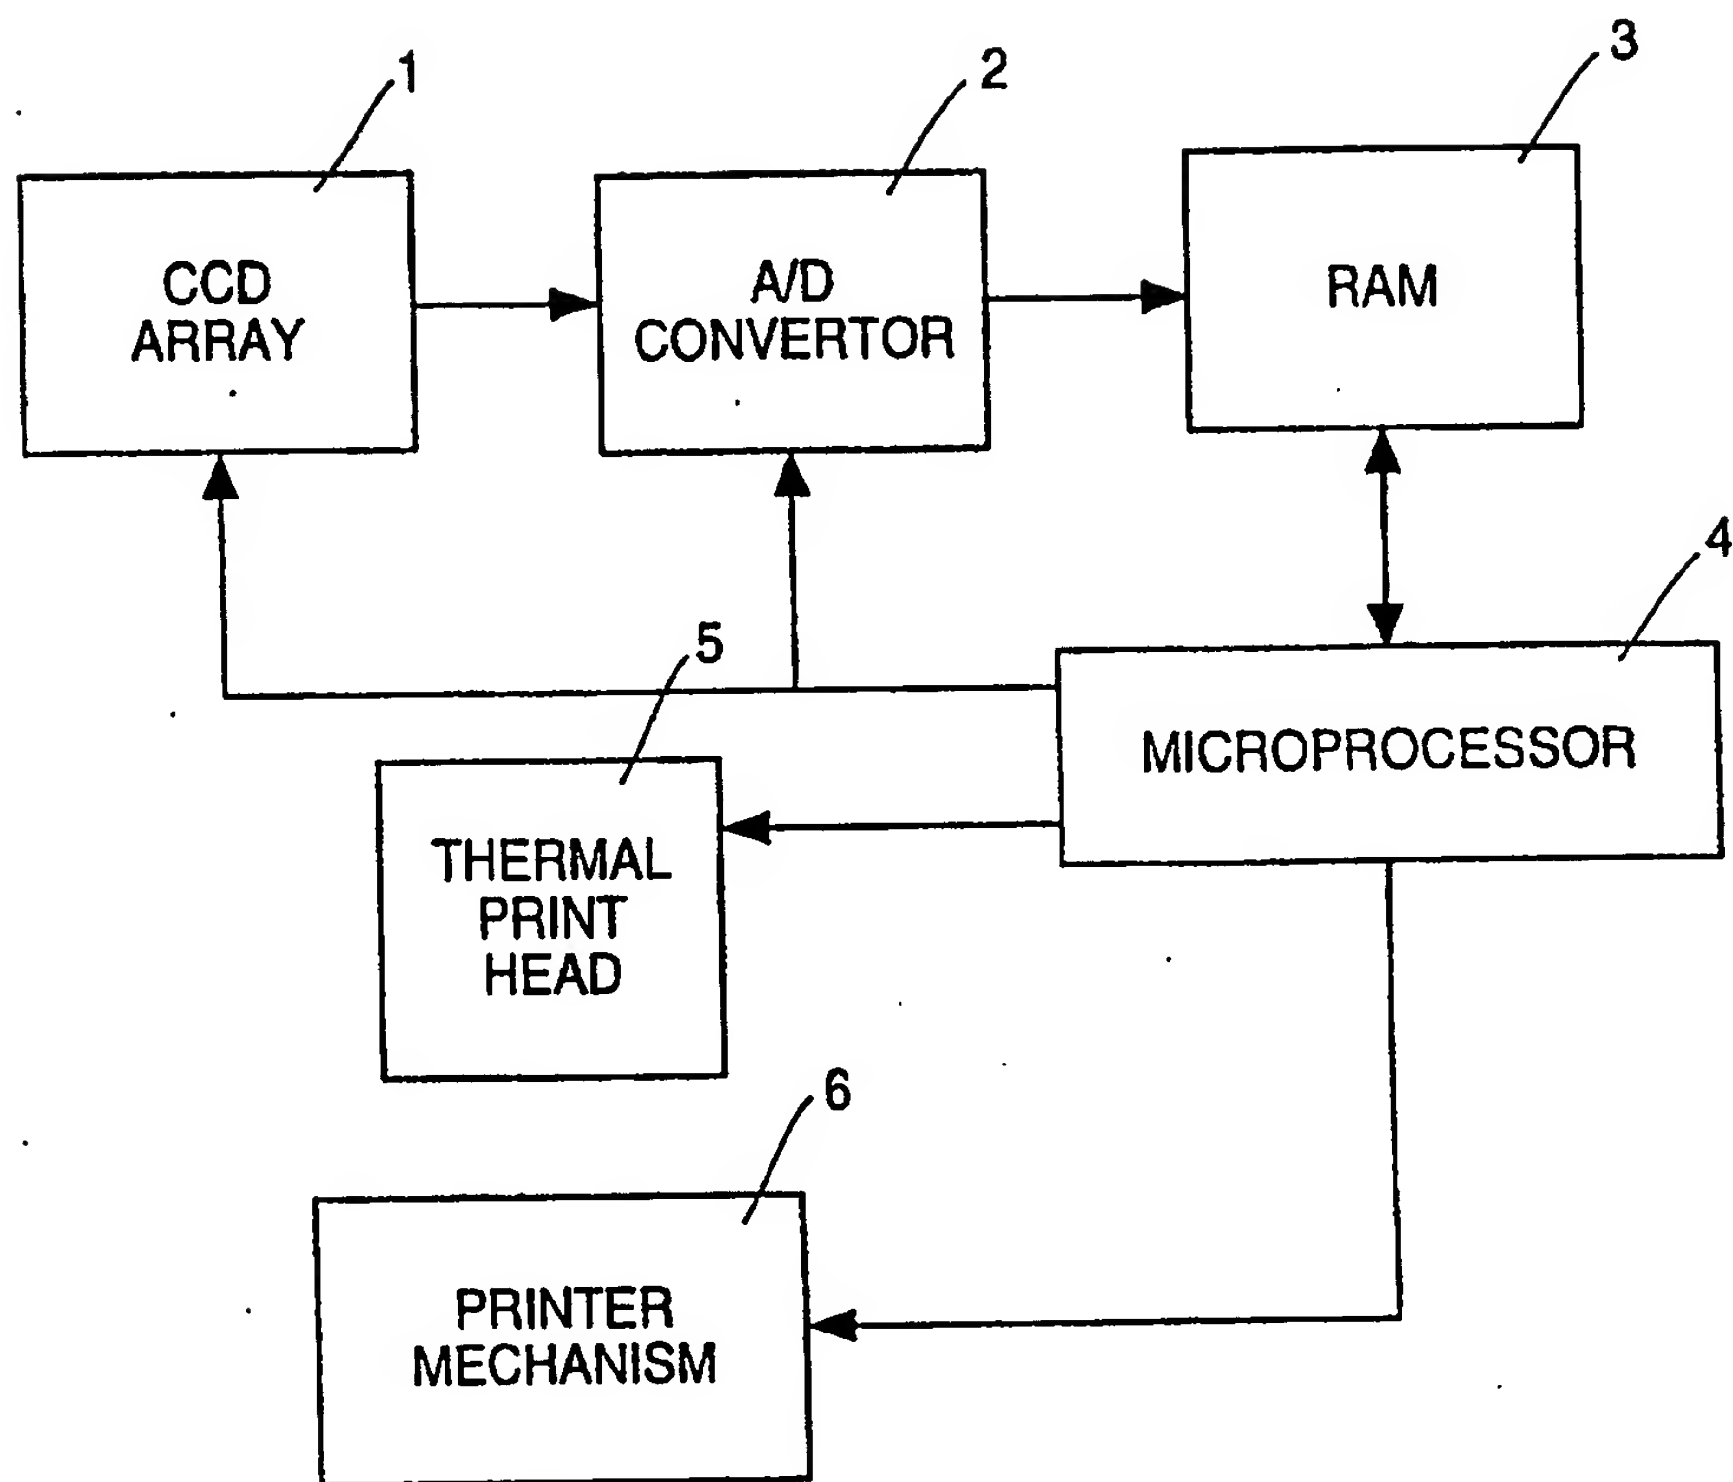 1
2
3
CCD
ARRAY
A/D
CONVERTOR
RAM
4
5
MICROPROCESSOR
THERMAL
PRINT
HEAD
6
PRINTER
MECHANISM